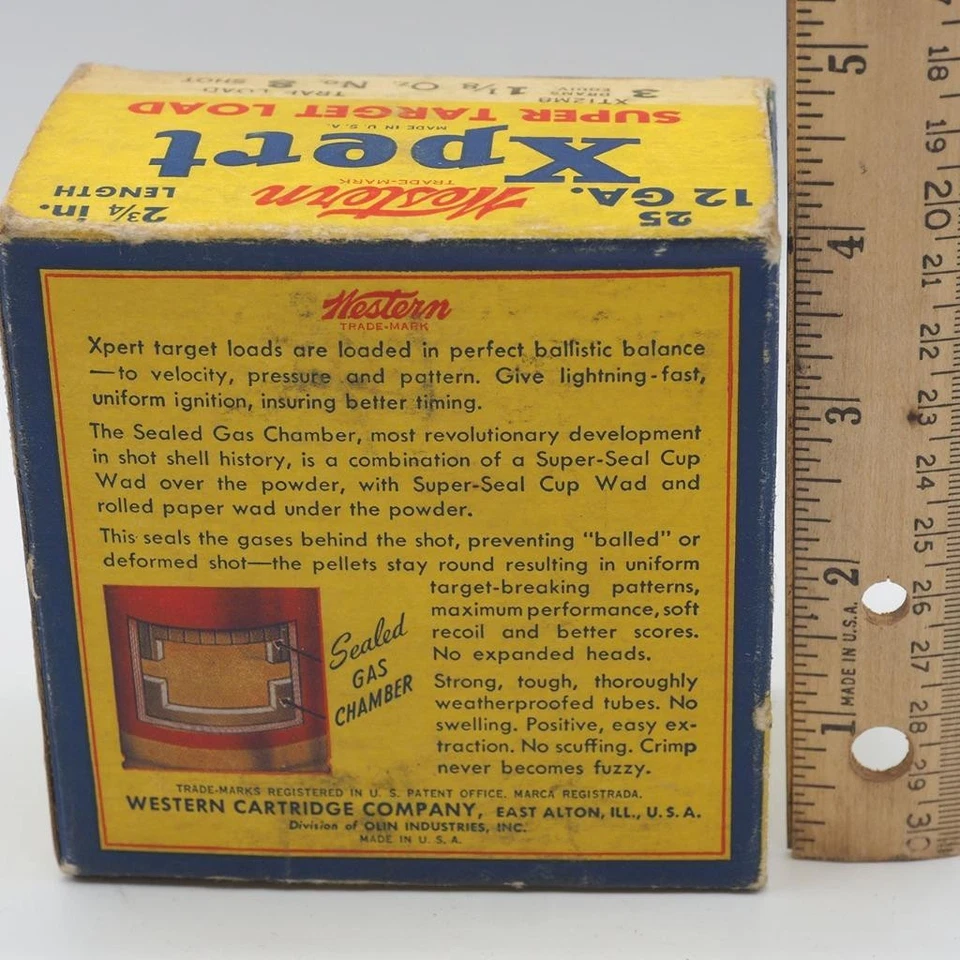 3 DRAMS EQUIV. 1 1/8 Oz. No. 8 SHOT
XT12M8 TRAP LOAD
SUPER TARGET LOAD
MADE IN U.S.A.
Xpert
TRADE-MARK
Western
25
12 GA.
2 3/4 in.
LENGTH
Western
TRADE-MARK
Xpert target loads are loaded in perfect ballistic balance
—to velocity, pressure and pattern. Give lightning-fast,
uniform ignition, insuring better timing.
The Sealed Gas Chamber, most revolutionary development
in shot shell history, is a combination of a Super-Seal Cup
Wad over the powder, with Super-Seal Cup Wad and
rolled paper wad under the powder.
This seals the gases behind the shot, preventing "balled" or
deformed shot—the pellets stay round resulting in uniform
target-breaking patterns,
maximum performance, soft
recoil and better scores.
No expanded heads.
Strong, tough, thoroughly
weatherproofed tubes. No
swelling. Positive, easy ex-
traction. No scuffing. Crimp
never becomes fuzzy.
Sealed
GAS
CHAMBER
TRADE-MARKS REGISTERED IN U. S. PATENT OFFICE. MARCA REGISTRADA.
WESTERN CARTRIDGE COMPANY, EAST ALTON, ILL., U.S.A.
Division of OLIN INDUSTRIES, INC.
MADE IN U. S. A.
5
4
3
2
1
MADE IN U.S.A.
18
19
20
21
22
23
24
25
26
27
28
29
30